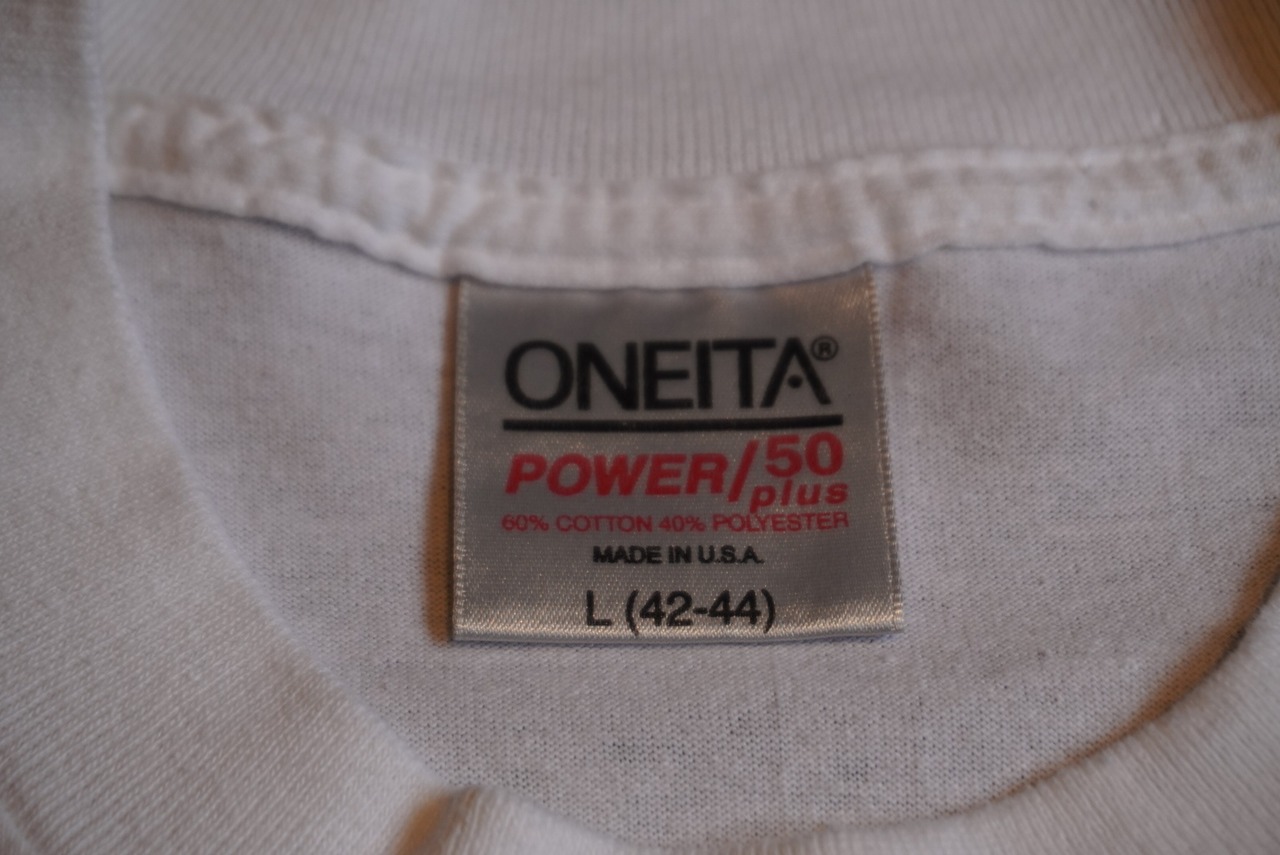 ONEITA®
POWER/50
plus
60% COTTON 40% POLYESTER
MADE IN U.S.A.
L (42-44)